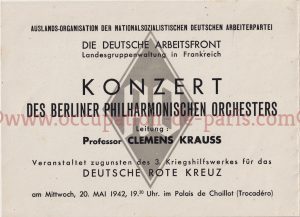 AUSLANDS-ORGANISATION DER NATIONALSOZIALISTISCHEN DEUTSCHEN ARBEITERPARTEI
DIE DEUTSCHE ARBEITSFRONT
Landesgruppenwaltung in Frankreich
KONZERT
DES BERLINER PHILHARMONISCHEN ORCHESTERS
www.occupation-de-paris.com
Leitung:
Professor CLEMENS KRAUSS
Veranstaltet zugunsten des 3. Kriegshilfswerkes für das
DEUTSCHE ROTE KREUZ
am Mittwoch, 20. MAI 1942, 19.30 Uhr. im Palais de Chaillot (Trocadéro)